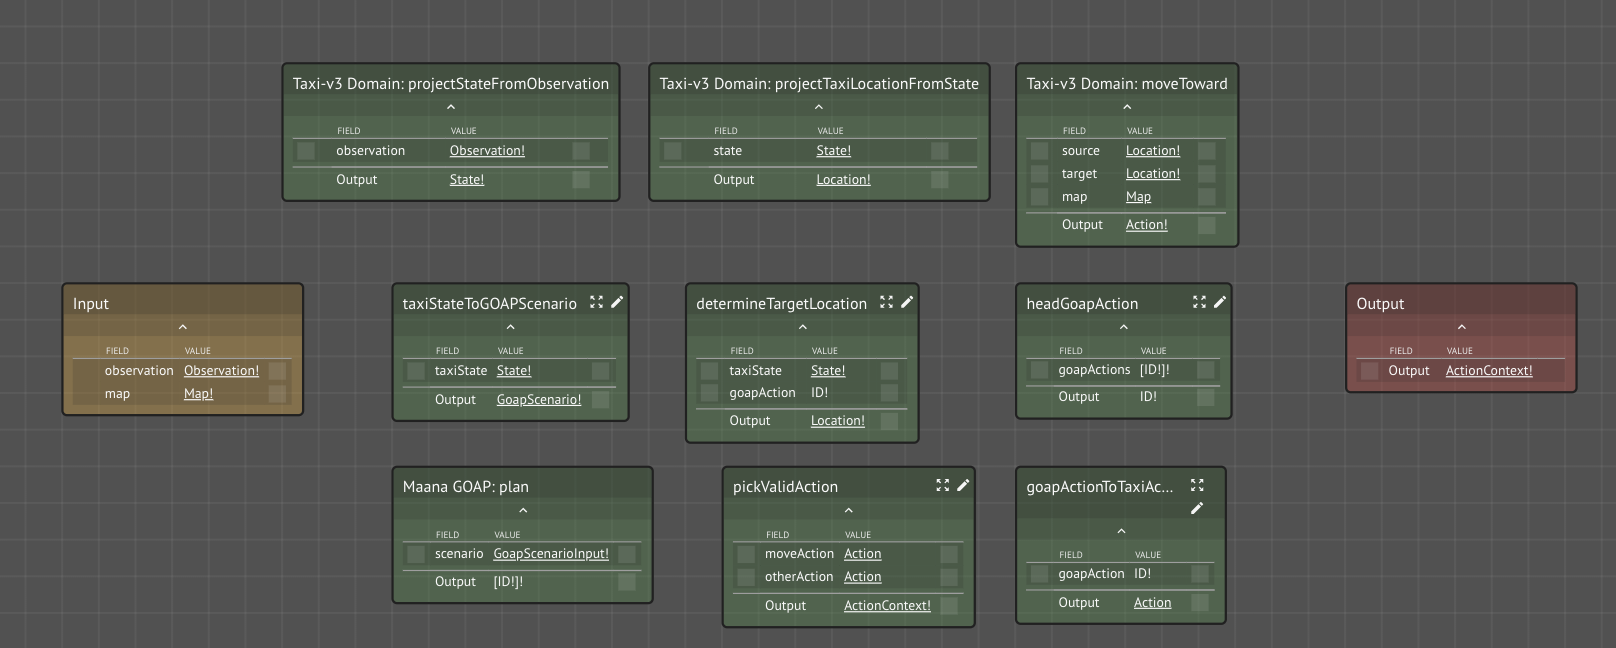 Taxi-v3 Domain: projectStateFromObservation
FIELD VALUE
observation Observation!
Output State!
Taxi-v3 Domain: projectTaxiLocationFromState
FIELD VALUE
state State!
Output Location!
Taxi-v3 Domain: moveToward
FIELD VALUE
source Location!
target Location!
map Map
Output Action!
Input
FIELD VALUE
observation Observation!
map Map!
taxiStateToGOAPScenario
FIELD VALUE
taxiState State!
Output GoapScenario!
determineTargetLocation
FIELD VALUE
taxiState State!
goapAction ID!
Output Location!
headGoapAction
FIELD VALUE
goapActions [ID!]!
Output ID!
Output
FIELD VALUE
Output ActionContext!
Maana GOAP: plan
FIELD VALUE
scenario GoapScenarioInput!
Output [ID!]!
pickValidAction
FIELD VALUE
moveAction Action
otherAction Action
Output ActionContext!
goapActionToTaxiAc...
FIELD VALUE
goapAction ID!
Output Action